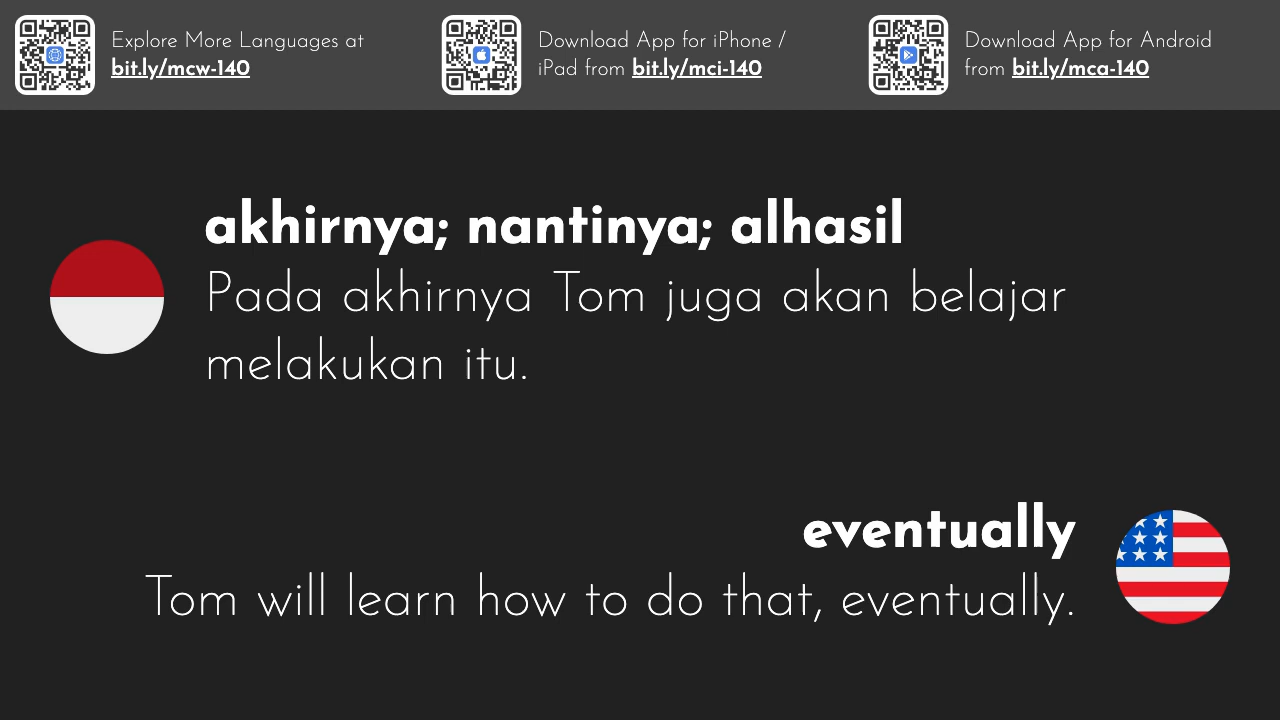 Explore More Languages at
bit.ly/mcw-140
Download App for iPhone /
iPad from bit.ly/mci-140
Download App for Android
from bit.ly/mca-140
akhirnya; nantinya; alhasil
Pada akhirnya Tom juga akan belajar
melakukan itu.
eventually
Tom will learn how to do that, eventually.